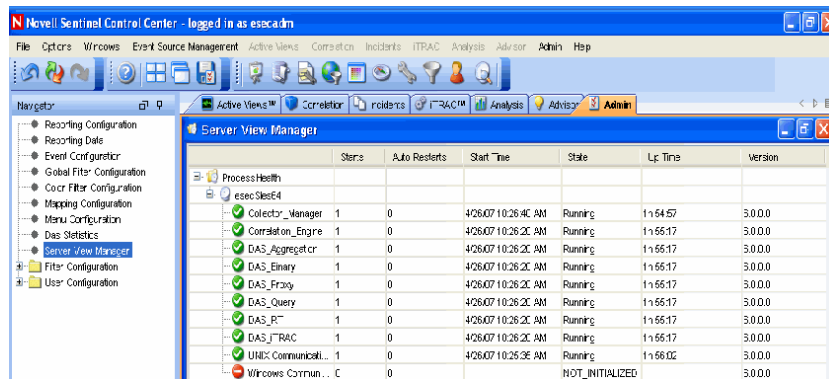 Novell Sentinel Control Center - logged in as esecadm
File Options Windows Event Source Management Active Views Correlation Incidents iTRAC Analysis Advisor Admin Help
Navigator
Active Views™ Correlation Incidents iTRAC™ Analysis Advisor Admin
Reporting Configuration
Reporting Data
Event Configuration
Global Filter Configuration
Color Filter Configuration
Mapping Configuration
Menu Configuration
Das Statistics
Server View Manager
Filter Configuration
User Configuration
Server View Manager
Starts Auto Restarts Start Time State Up Time Version
ProcessHealth
esecSles64
Collector_Manager 1 0 4/26/07 10:26:40 AM Running 1h 54:57 6.0.0.0
Correlation_Engine 1 0 4/26/07 10:26:20 AM Running 1h 55:17 6.0.0.0
DAS_Aggregation 1 0 4/26/07 10:26:20 AM Running 1h 55:17 6.0.0.0
DAS_Binary 1 0 4/26/07 10:26:20 AM Running 1h 55:17 6.0.0.0
DAS_Proxy 1 0 4/26/07 10:26:20 AM Running 1h 55:17 6.0.0.0
DAS_Query 1 0 4/26/07 10:26:20 AM Running 1h 55:17 6.0.0.0
DAS_RT 1 0 4/26/07 10:26:20 AM Running 1h 55:17 6.0.0.0
DAS_iTRAC 1 0 4/26/07 10:26:20 AM Running 1h 55:17 6.0.0.0
UNIX Communicati... 1 0 4/26/07 10:25:35 AM Running 1h 56:02 6.0.0.0
Windows Commun... 0 0 NOT_INITIALIZED 6.0.0.0